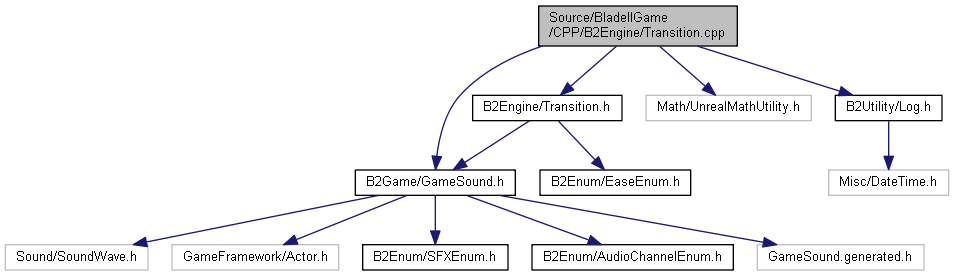 Source/BladeIIGame
/CPP/B2Engine/Transition.cpp
B2Engine/Transition.h
Math/UnrealMathUtility.h
B2Utility/Log.h
B2Game/GameSound.h
B2Enum/EaseEnum.h
Misc/DateTime.h
Sound/SoundWave.h
GameFramework/Actor.h
B2Enum/SFXEnum.h
B2Enum/AudioChannelEnum.h
GameSound.generated.h